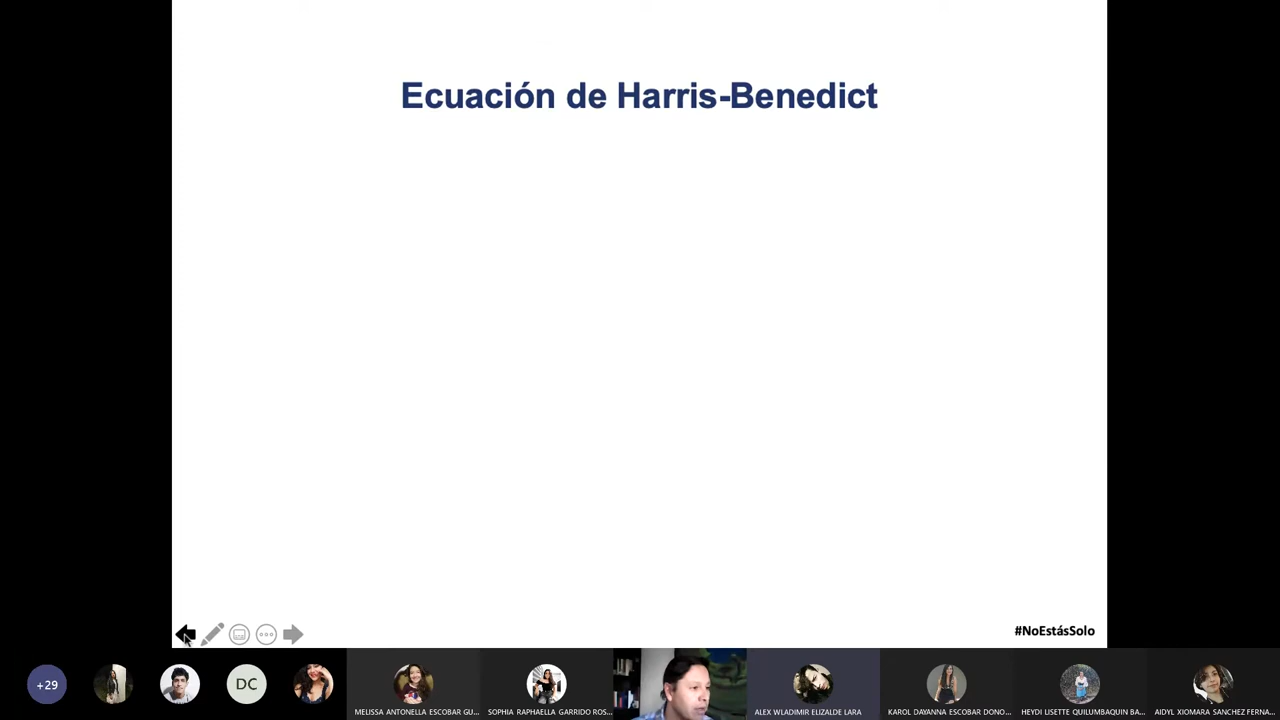 Ecuación de Harris-Benedict
#NoEstásSolo
+29
DC
MELISSA ANTONELLA ESCOBAR GU...
SOPHIA RAPHAELLA GARRIDO ROS...
ALEX WLADIMIR ELIZALDE LARA
KAROL DAYANNA ESCOBAR DONO...
HEYDI LISETTE QUILUMBAQUIN BA...
AIDYL XIOMARA SANCHEZ FERNA...